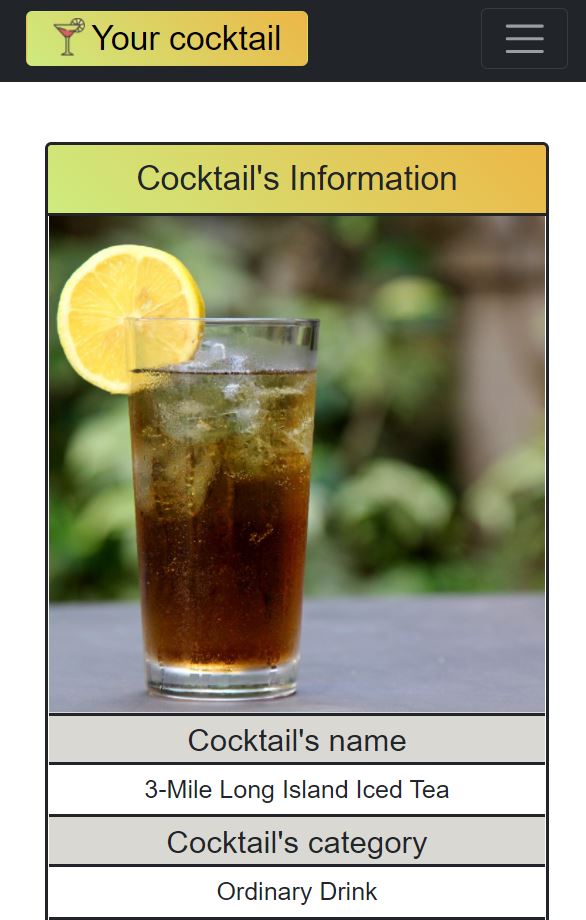 Your cocktail
Cocktail's Information
Cocktail's name
3-Mile Long Island Iced Tea
Cocktail's category
Ordinary Drink